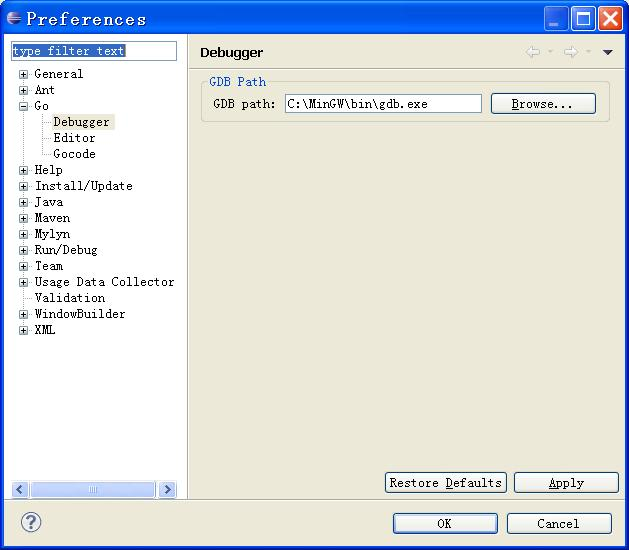 Preferences
type filter text
General
Ant
Go
Debugger
Editor
Gocode
Help
Install/Update
Java
Maven
Mylyn
Run/Debug
Team
Usage Data Collector
Validation
WindowBuilder
XML
Debugger
GDB Path
GDB path: C:\MinGW\bin\gdb.exe Browse...
Restore Defaults Apply
OK Cancel